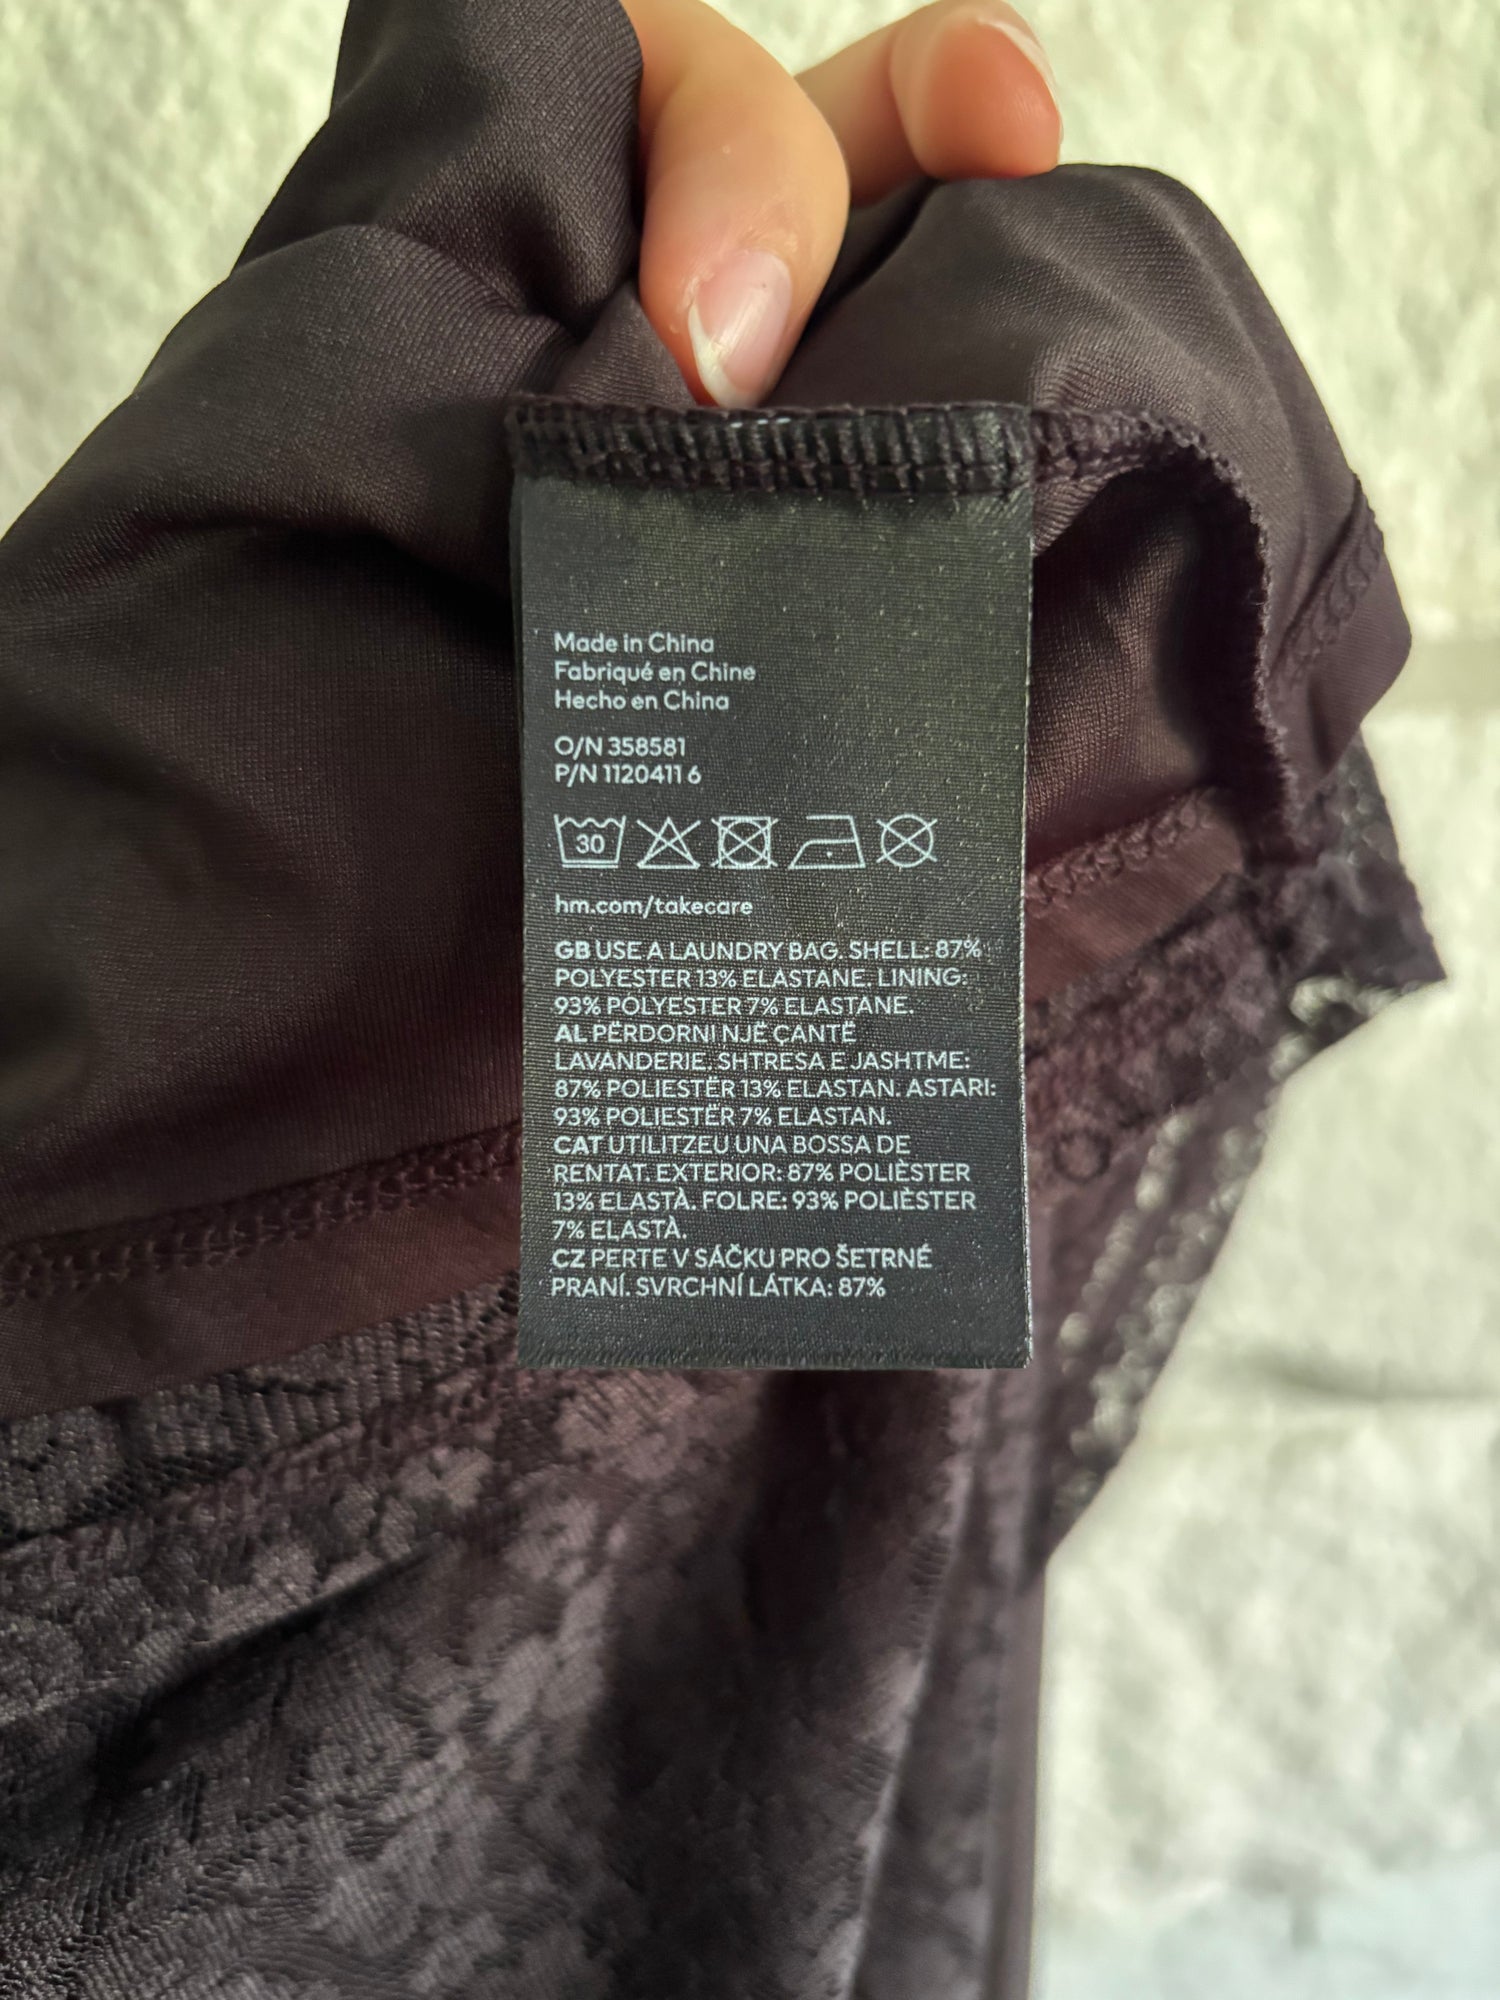 Made in China
Fabriqué en Chine
Hecho en China
O/N 358581
P/N 1120411 6
30
hm.com/takecare
GB USE A LAUNDRY BAG. SHELL: 87%
POLYESTER 13% ELASTANE. LINING:
93% POLYESTER 7% ELASTANE.
AL PËRDORNI NJË ÇANTË
LAVANDERIE. SHTRESA E JASHTME:
87% POLIESTËR 13% ELASTAN. ASTARI:
93% POLIESTËR 7% ELASTAN.
CAT UTILITZEU UNA BOSSA DE
RENTAT. EXTERIOR: 87% POLIÈSTER
13% ELASTÀ. FOLRE: 93% POLIÈSTER
7% ELASTÀ.
CZ PERTE V SÁČKU PRO ŠETRNÉ
PRANÍ. SVRCHNÍ LÁTKA: 87%